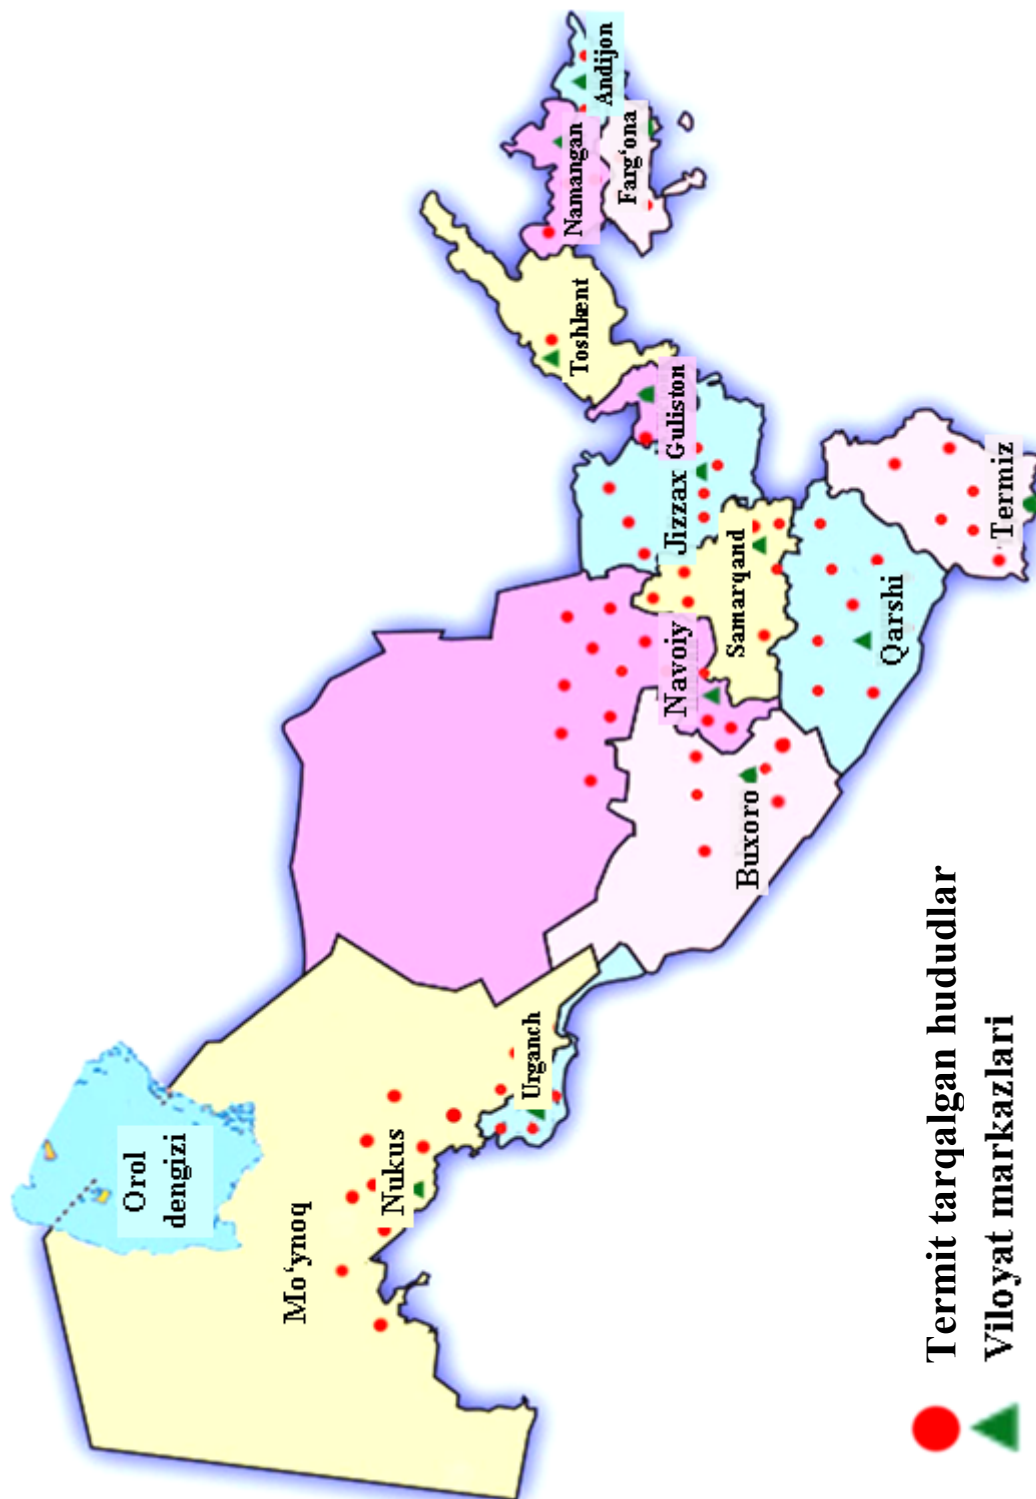 Orol
dengizi
Mo‘ynoq
Nukus
Urganch
Buxoro
Navoiy
Samarqand
Qarshi
Termiz
Jizzax
Guliston
Toshkent
Namangan
Farg‘ona
Andijon
Termit tarqalgan hududlar
Viloyat markazlari